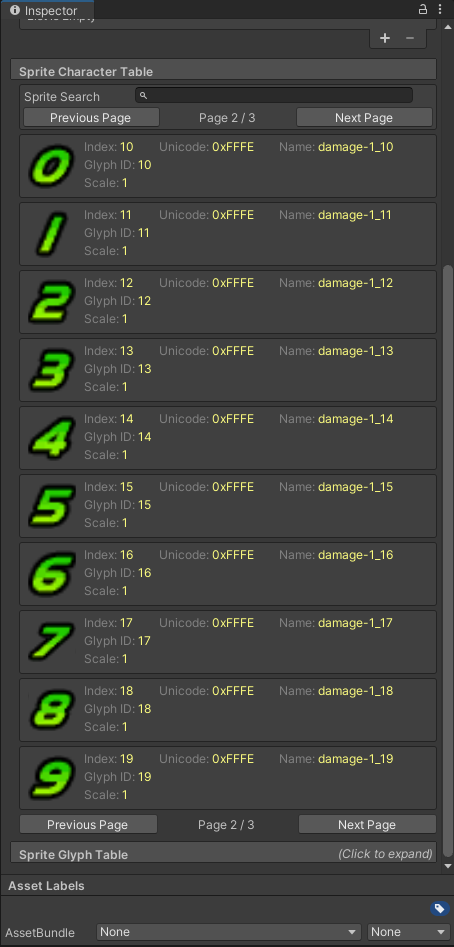 Inspector
List is Empty
+ −
Sprite Character Table
Sprite Search
Previous Page Page 2 / 3 Next Page
0 Index: 10 Unicode: 0xFFFE Name: damage-1_10
Glyph ID: 10
Scale: 1
1 Index: 11 Unicode: 0xFFFE Name: damage-1_11
Glyph ID: 11
Scale: 1
2 Index: 12 Unicode: 0xFFFE Name: damage-1_12
Glyph ID: 12
Scale: 1
3 Index: 13 Unicode: 0xFFFE Name: damage-1_13
Glyph ID: 13
Scale: 1
4 Index: 14 Unicode: 0xFFFE Name: damage-1_14
Glyph ID: 14
Scale: 1
5 Index: 15 Unicode: 0xFFFE Name: damage-1_15
Glyph ID: 15
Scale: 1
6 Index: 16 Unicode: 0xFFFE Name: damage-1_16
Glyph ID: 16
Scale: 1
7 Index: 17 Unicode: 0xFFFE Name: damage-1_17
Glyph ID: 17
Scale: 1
8 Index: 18 Unicode: 0xFFFE Name: damage-1_18
Glyph ID: 18
Scale: 1
9 Index: 19 Unicode: 0xFFFE Name: damage-1_19
Glyph ID: 19
Scale: 1
Previous Page Page 2 / 3 Next Page
Sprite Glyph Table (Click to expand)
Asset Labels
AssetBundle None None